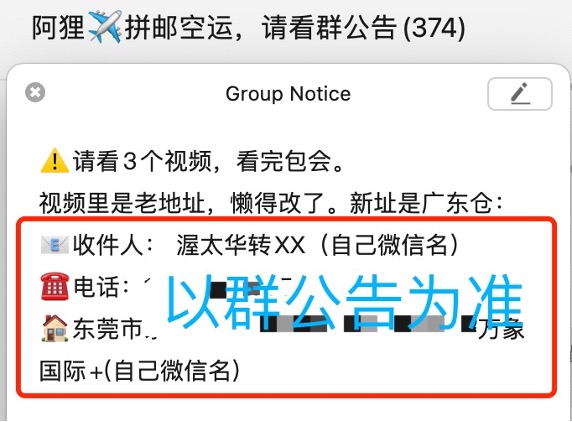 阿狸✈️拼邮空运，请看群公告(374)
Group Notice
⚠️请看3个视频，看完包会。
视频里是老地址，懒得改了。新址是广东仓：
📧收件人： 渥太华转XX（自己微信名）
☎️电话：
以群公告为准
🏠东莞市 万象
国际+(自己微信名)